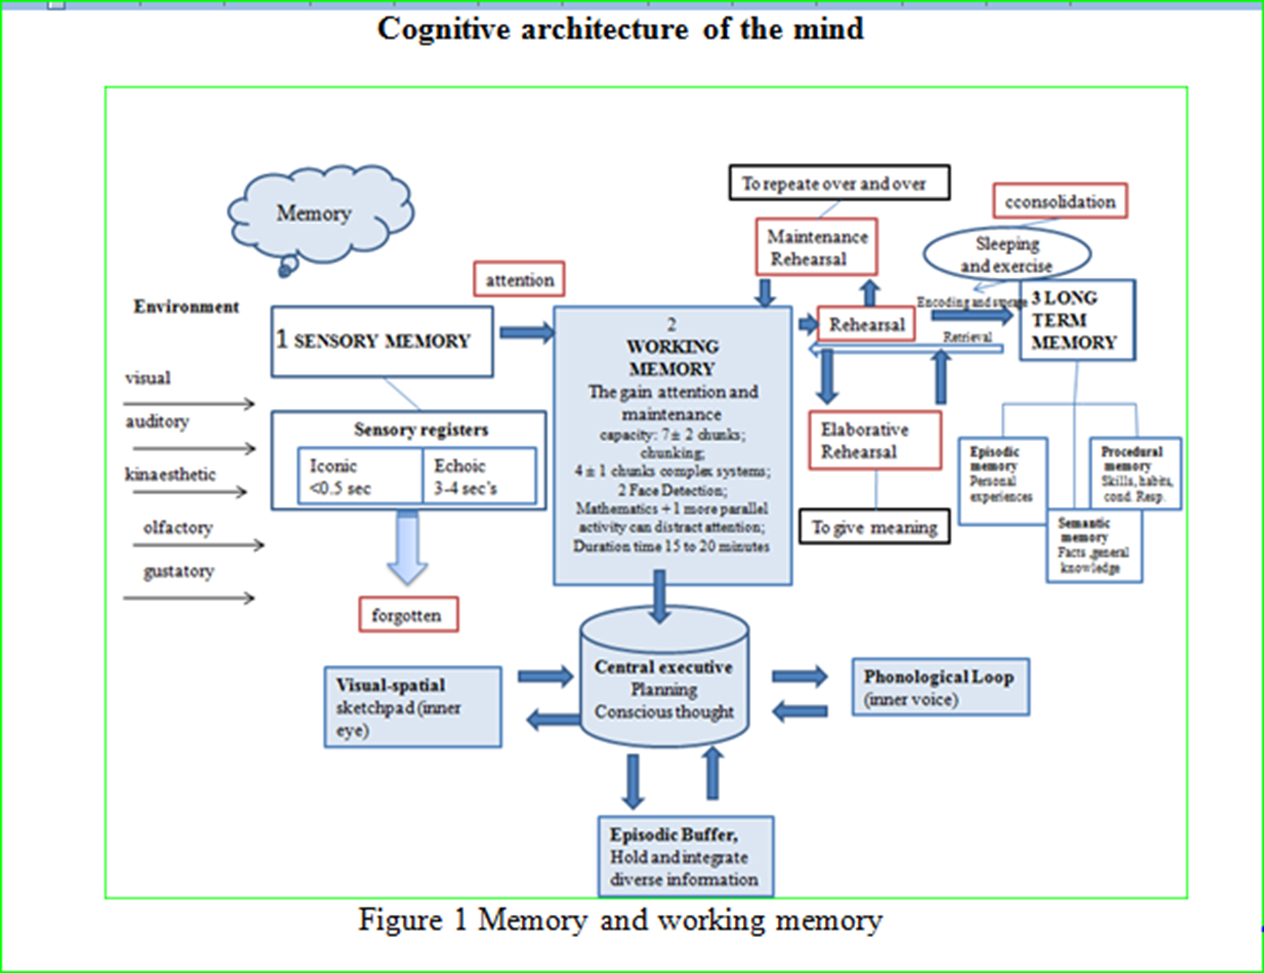 Cognitive architecture of the mind
Memory
To repeat over and over
cconsolidation
Maintenance
Rehearsal
Sleeping
and exercise
attention
Environment
1 SENSORY MEMORY
2
WORKING
MEMORY
The gain attention and
maintenance
capacity: 7± 2 chunks;
chunking;
4 ± 1 chunks complex systems;
2 Face Detection;
Mathematics + 1 more parallel
activity can distract attention;
Duration time 15 to 20 minutes
Rehearsal
Encoding and storage
Retrieval
3 LONG
TERM
MEMORY
visual
auditory
kinaesthetic
olfactory
gustatory
Sensory registers
Iconic
<0.5 sec
Echoic
3-4 sec's
forgotten
Elaborative
Rehearsal
To give meaning
Episodic
memory
Personal
experiences
Procedural
memory
Skills, habits,
cond. Resp.
Semantic
memory
Facts ,general
knowledge
Central executive
Planning
Conscious thought
Visual-spatial
sketchpad (inner
eye)
Phonological Loop
(inner voice)
Episodic Buffer,
Hold and integrate
diverse information
Figure 1 Memory and working memory